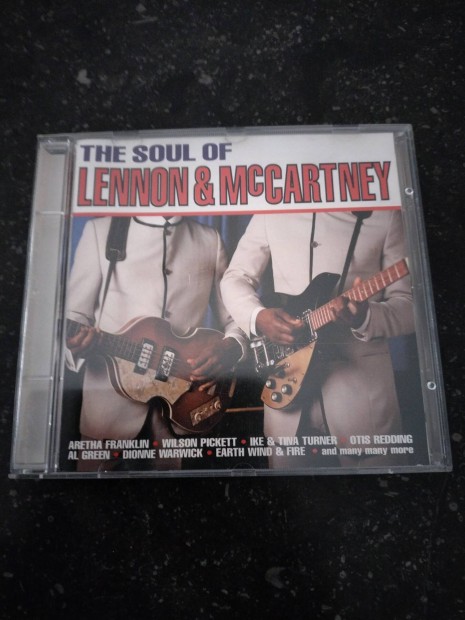 THE SOUL OF
LENNON & McCARTNEY
ARETHA FRANKLIN • WILSON PICKETT • IKE & TINA TURNER • OTIS REDDING
AL GREEN • DIONNE WARWICK • EARTH WIND & FIRE • and many many more